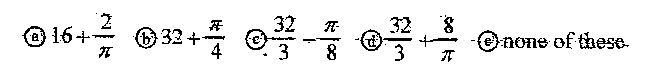 ⓐ 16 + 2/π ⓑ 32 + π/4 ⓒ 32/3 − π/8 ⓓ 32/3 + 8/π ⓔ none of these.